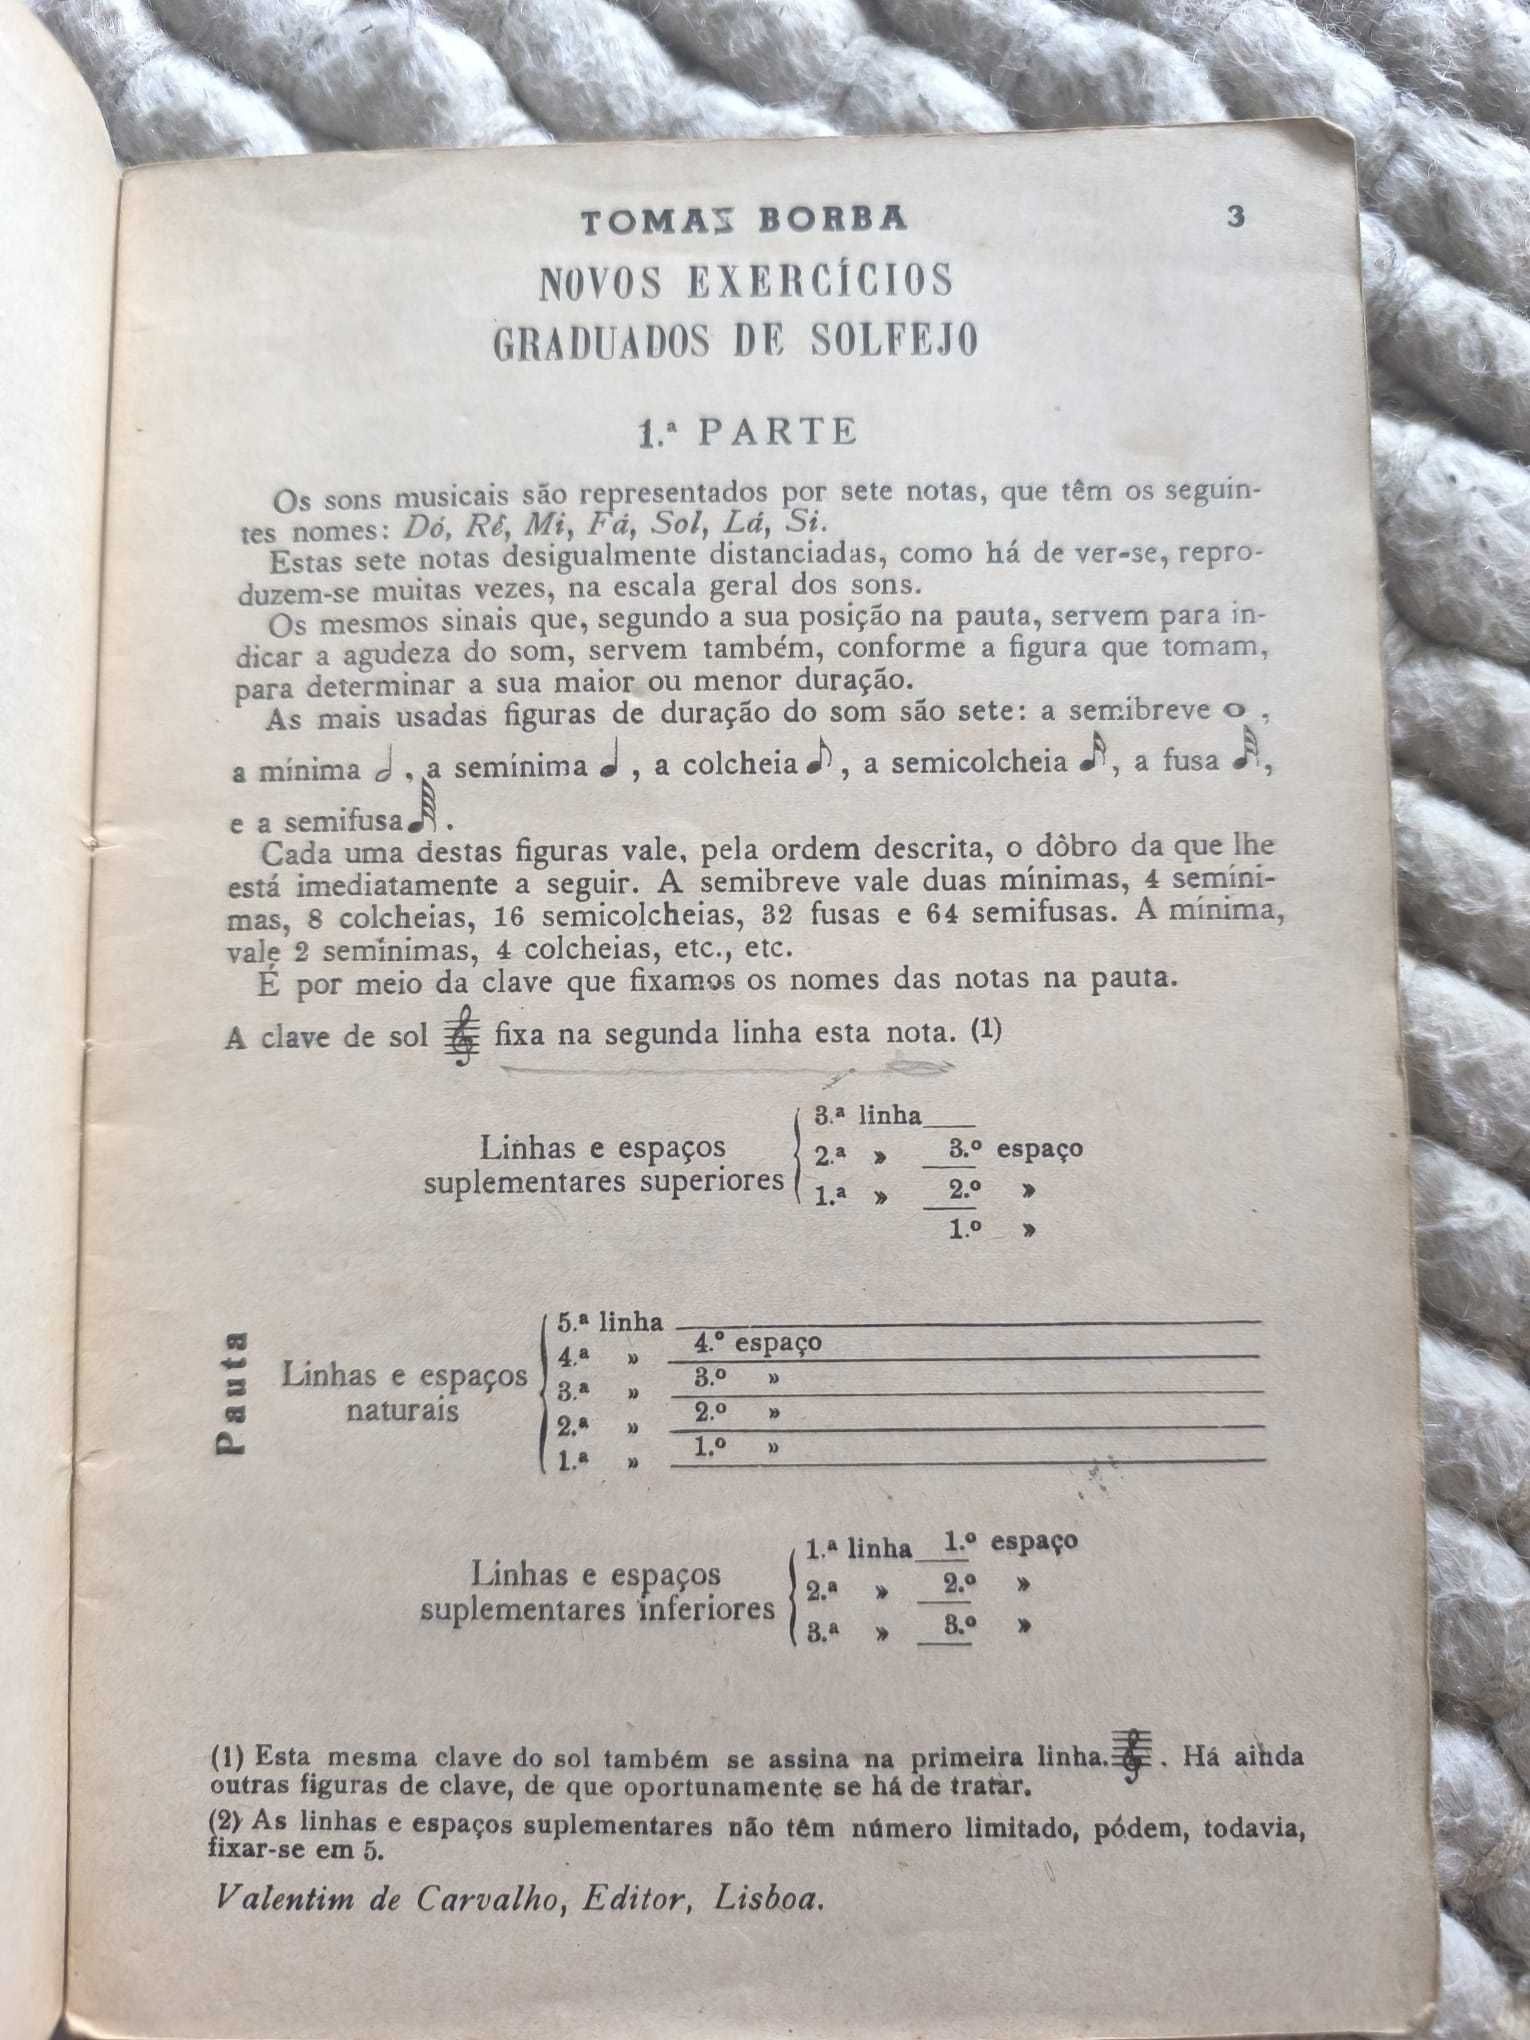 TOMAS BORBA 3
NOVOS EXERCÍCIOS
GRADUADOS DE SOLFEJO
1.ª PARTE
Os sons musicais são representados por sete notas, que têm os seguin-
tes nomes: Dó, Ré, Mi, Fá, Sol, Lá, Si.
Estas sete notas desigualmente distanciadas, como há de ver-se, repro-
duzem-se muitas vezes, na escala geral dos sons.
Os mesmos sinais que, segundo a sua posição na pauta, servem para in-
dicar a agudeza do som, servem também, conforme a figura que tomam,
para determinar a sua maior ou menor duração.
As mais usadas figuras de duração do som são sete: a semibreve ,
a mínima , a semínima , a colcheia , a semicolcheia , a fusa ,
e a semifusa .
Cada uma destas figuras vale, pela ordem descrita, o dôbro da que lhe
está imediatamente a seguir. A semibreve vale duas mínimas, 4 semíni-
mas, 8 colcheias, 16 semicolcheias, 32 fusas e 64 semifusas. A mínima,
vale 2 semínimas, 4 colcheias, etc., etc.
É por meio da clave que fixamos os nomes das notas na pauta.
A clave de sol fixa na segunda linha esta nota. (1)
Linhas e espaços
suplementares superiores
3.ª linha
2.ª » 3.º espaço
1.ª » 2.º »
1.º »
Pauta
Linhas e espaços
naturais
5.ª linha
4.º espaço
4.ª »
3.º »
3.ª »
2.º »
2.ª »
1.º »
1.ª »
Linhas e espaços
suplementares inferiores
1.ª linha 1.º espaço
2.ª » 2.º »
3.ª » 3.º »
(1) Esta mesma clave do sol também se assina na primeira linha. . Há ainda
outras figuras de clave, de que oportunamente se há de tratar.
(2) As linhas e espaços suplementares não têm número limitado, pódem, todavia,
fixar-se em 5.
Valentim de Carvalho, Editor, Lisboa.